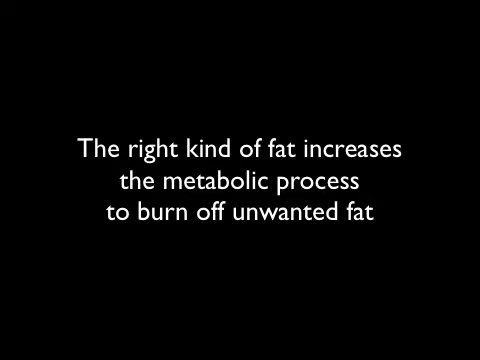 The right kind of fat increases
the metabolic process
to burn off unwanted fat